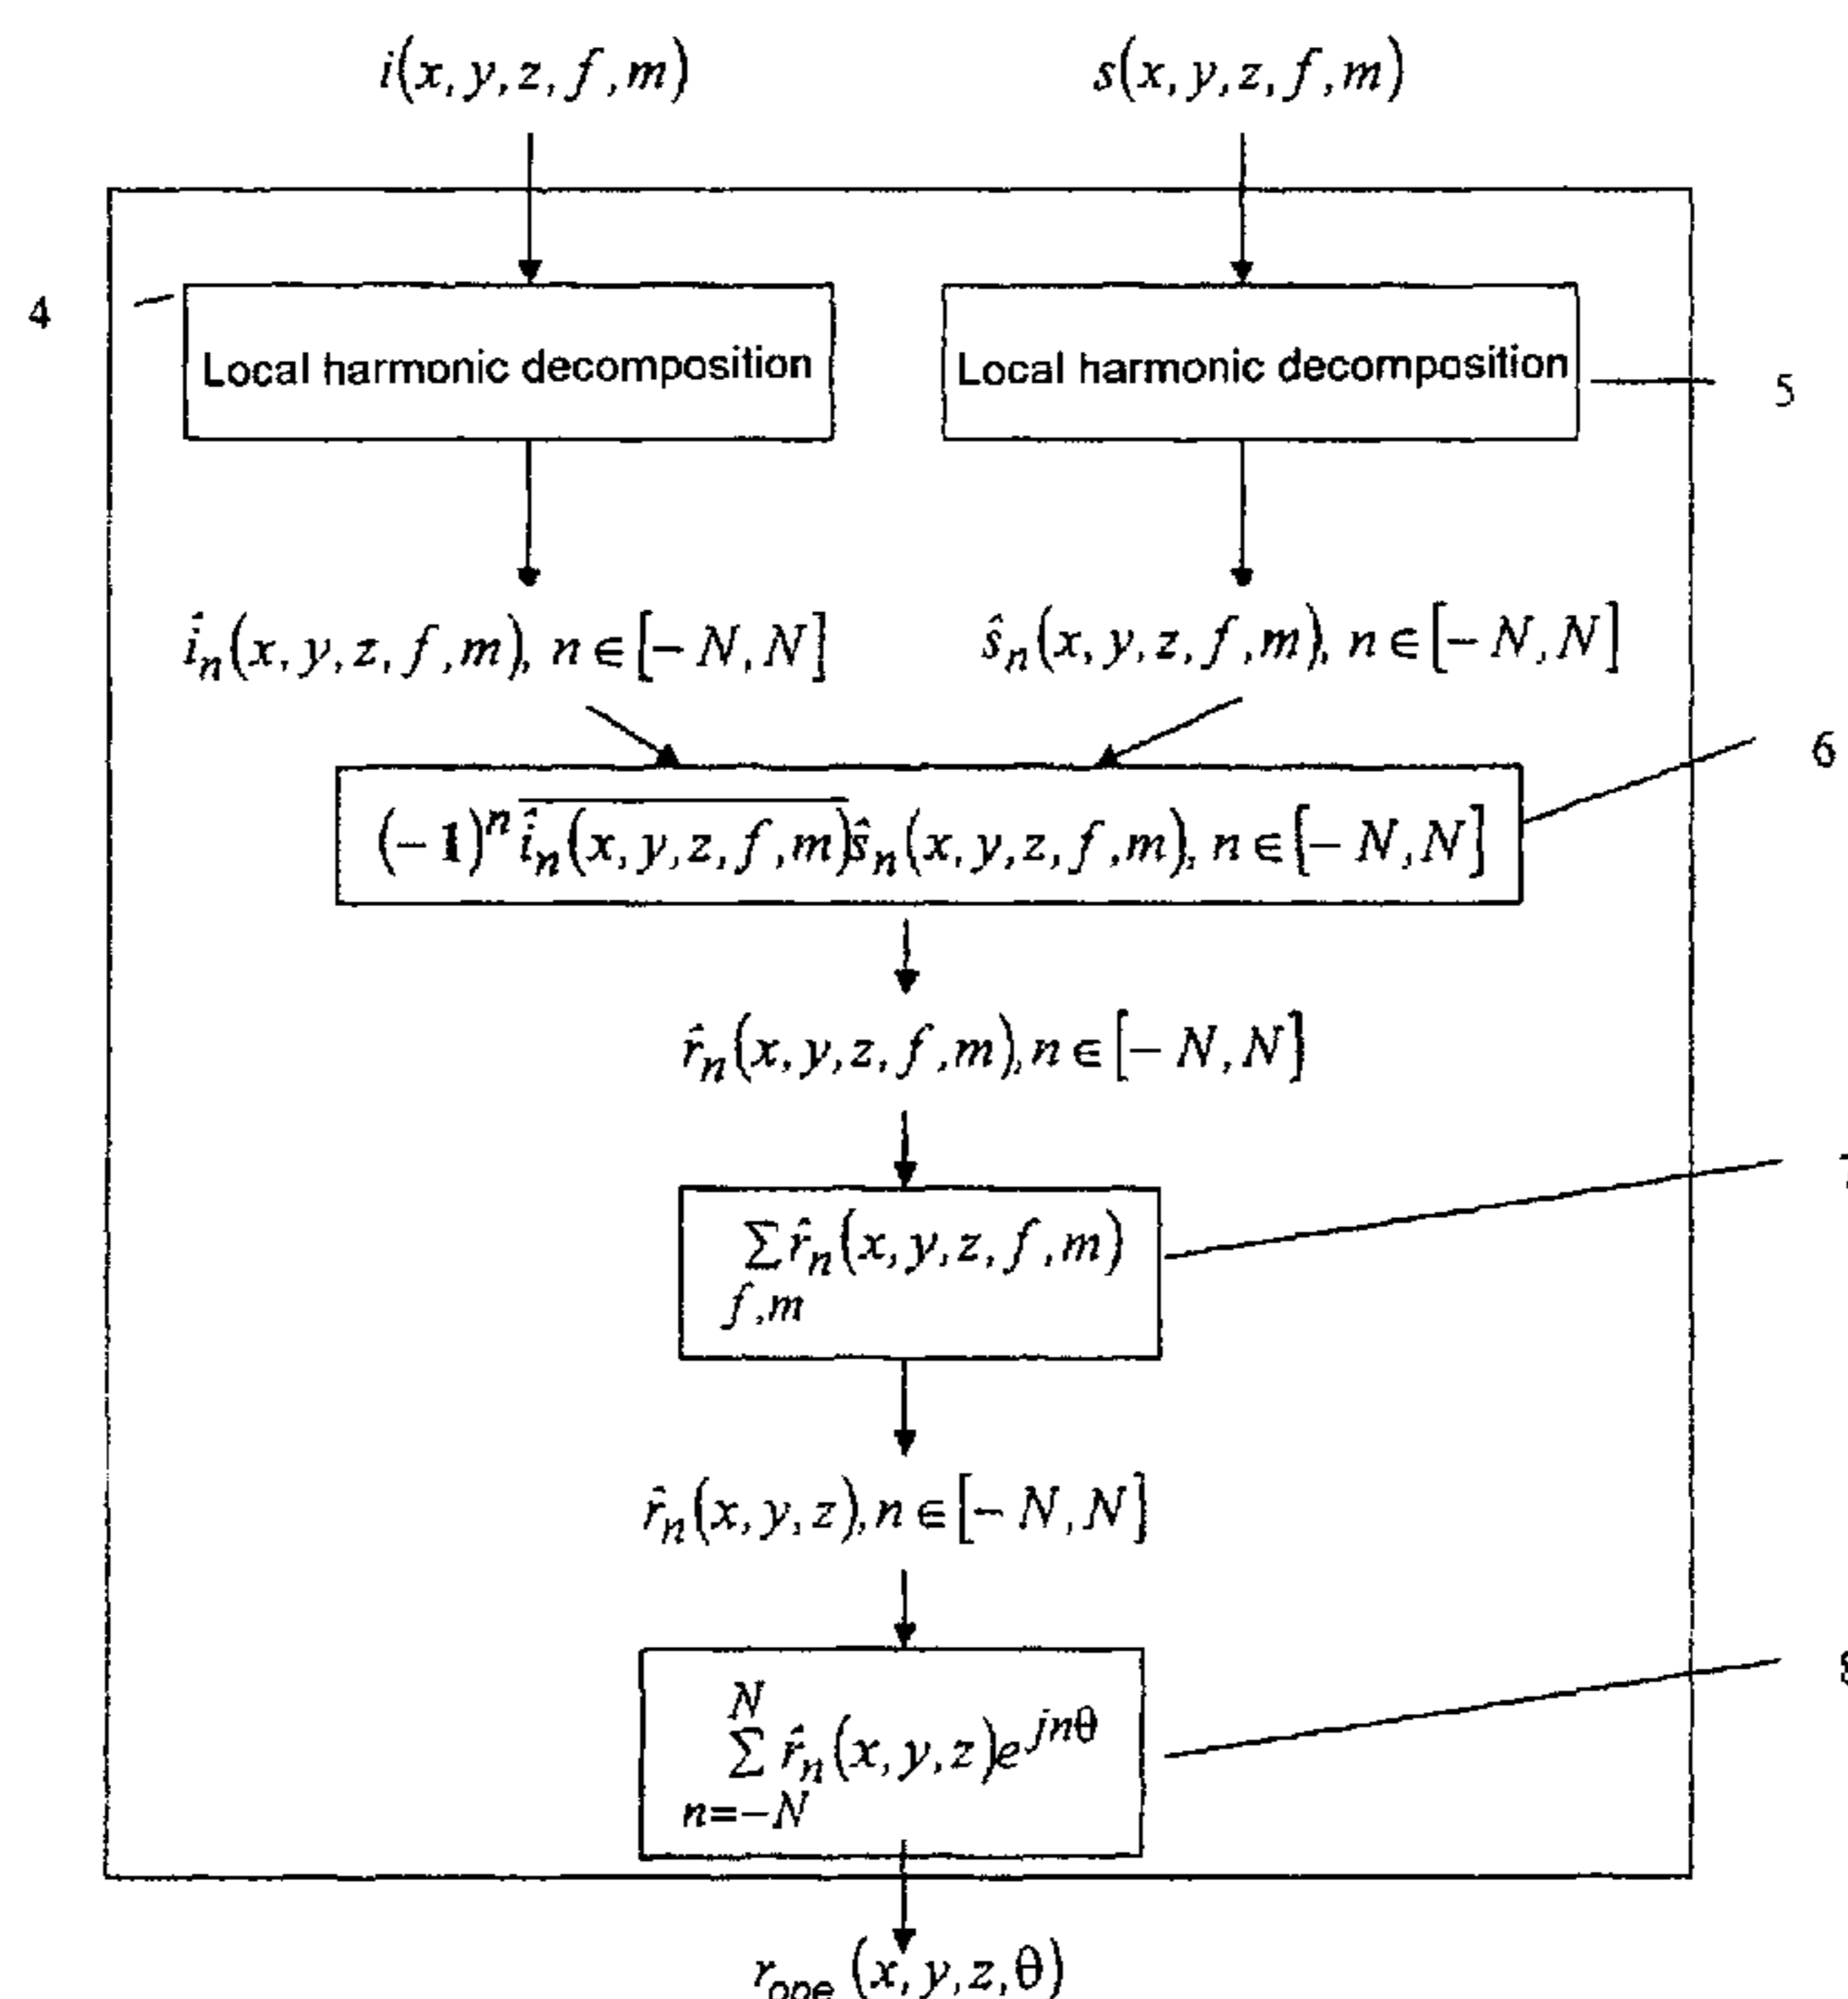 i(x, y, z, f, m) s(x, y, z, f, m)
4
Local harmonic decomposition Local harmonic decomposition
5
î_n(x, y, z, f, m), n ∈ [− N, N] ŝ_n(x, y, z, f, m), n ∈ [− N, N]
6
(−1)^n \overline{î_n(x, y, z, f, m)} ŝ_n(x, y, z, f, m), n ∈ [− N, N]
r̂_n(x, y, z, f, m), n ∈ [− N, N]
∑ r̂_n(x, y, z, f, m)
f, m
r̂_n(x, y, z), n ∈ [− N, N]
N
∑ r̂_n(x, y, z) e^{jnθ}
n=−N
r_ope (x, y, z, θ)